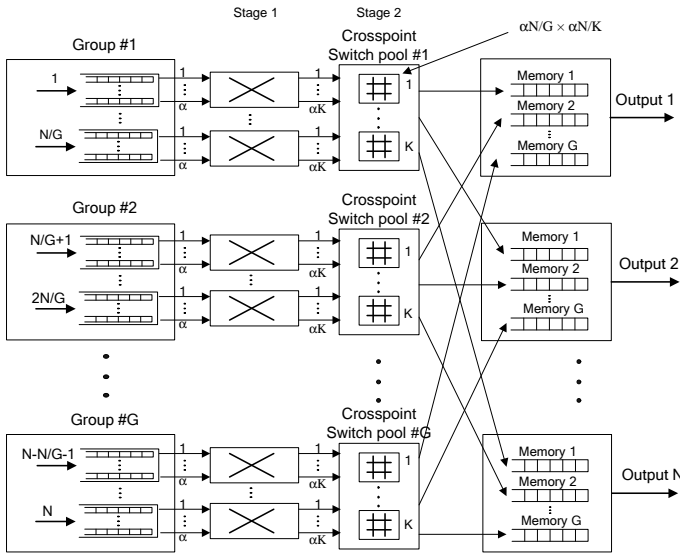 Stage 1
Stage 2
Crosspoint
Switch pool #1
αN/G × αN/K
Group #1
1
N/G
1
α
1
α
1
αK
1
αK
1
K
Memory 1
Memory 2
Memory G
Output 1
Group #2
N/G+1
2N/G
1
α
1
α
1
αK
1
αK
Crosspoint
Switch pool #2
1
K
Memory 1
Memory 2
Memory G
Output 2
Group #G
N-N/G-1
N
1
α
1
α
1
αK
1
αK
Crosspoint
Switch pool #G
1
K
Memory 1
Memory 2
Memory G
Output N